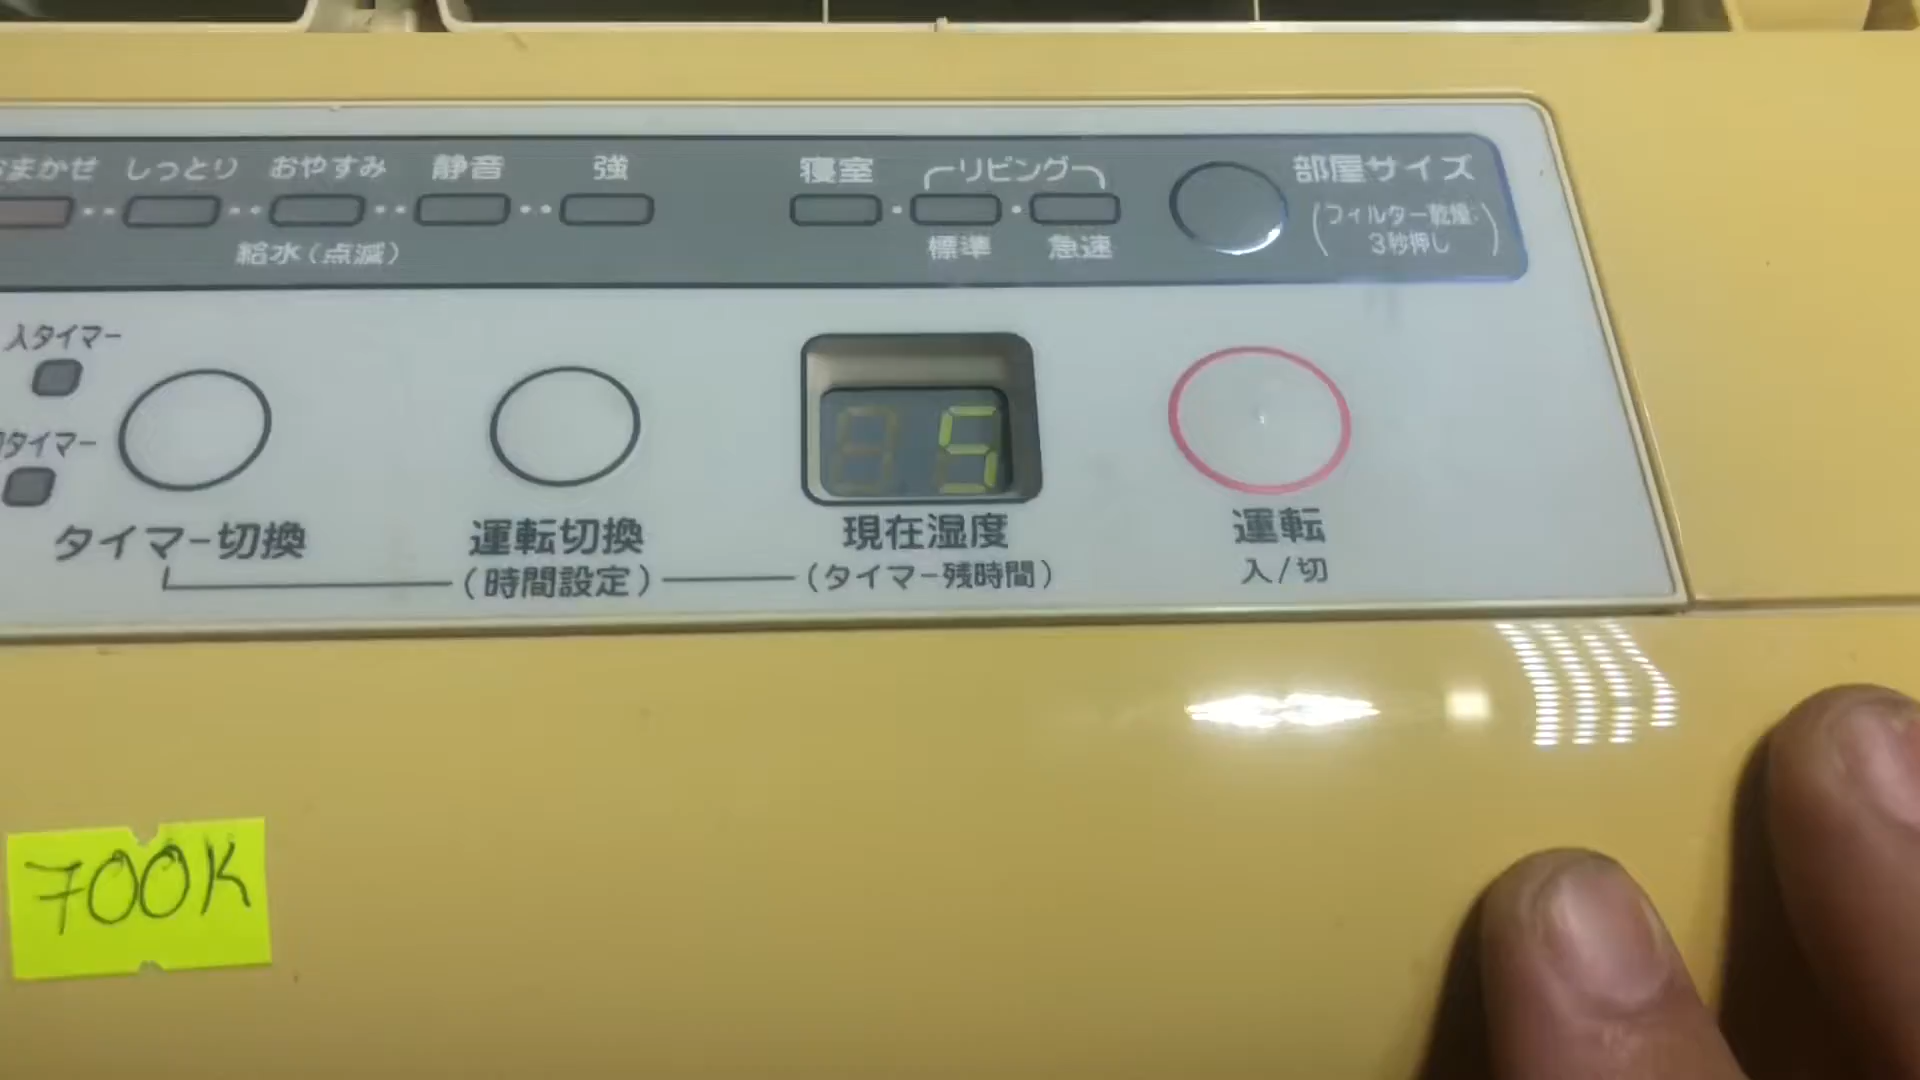 まかせ しっとり おやすみ 静音 強 寝室 リビング 部屋サイズ
給水(点滅) 標準 急速 (フィルター乾燥:
3秒押し)
入タイマー
タイマー
5
タイマー切換 運転切換 現在湿度 運転
(時間設定) (タイマー残時間) 入/切
700K